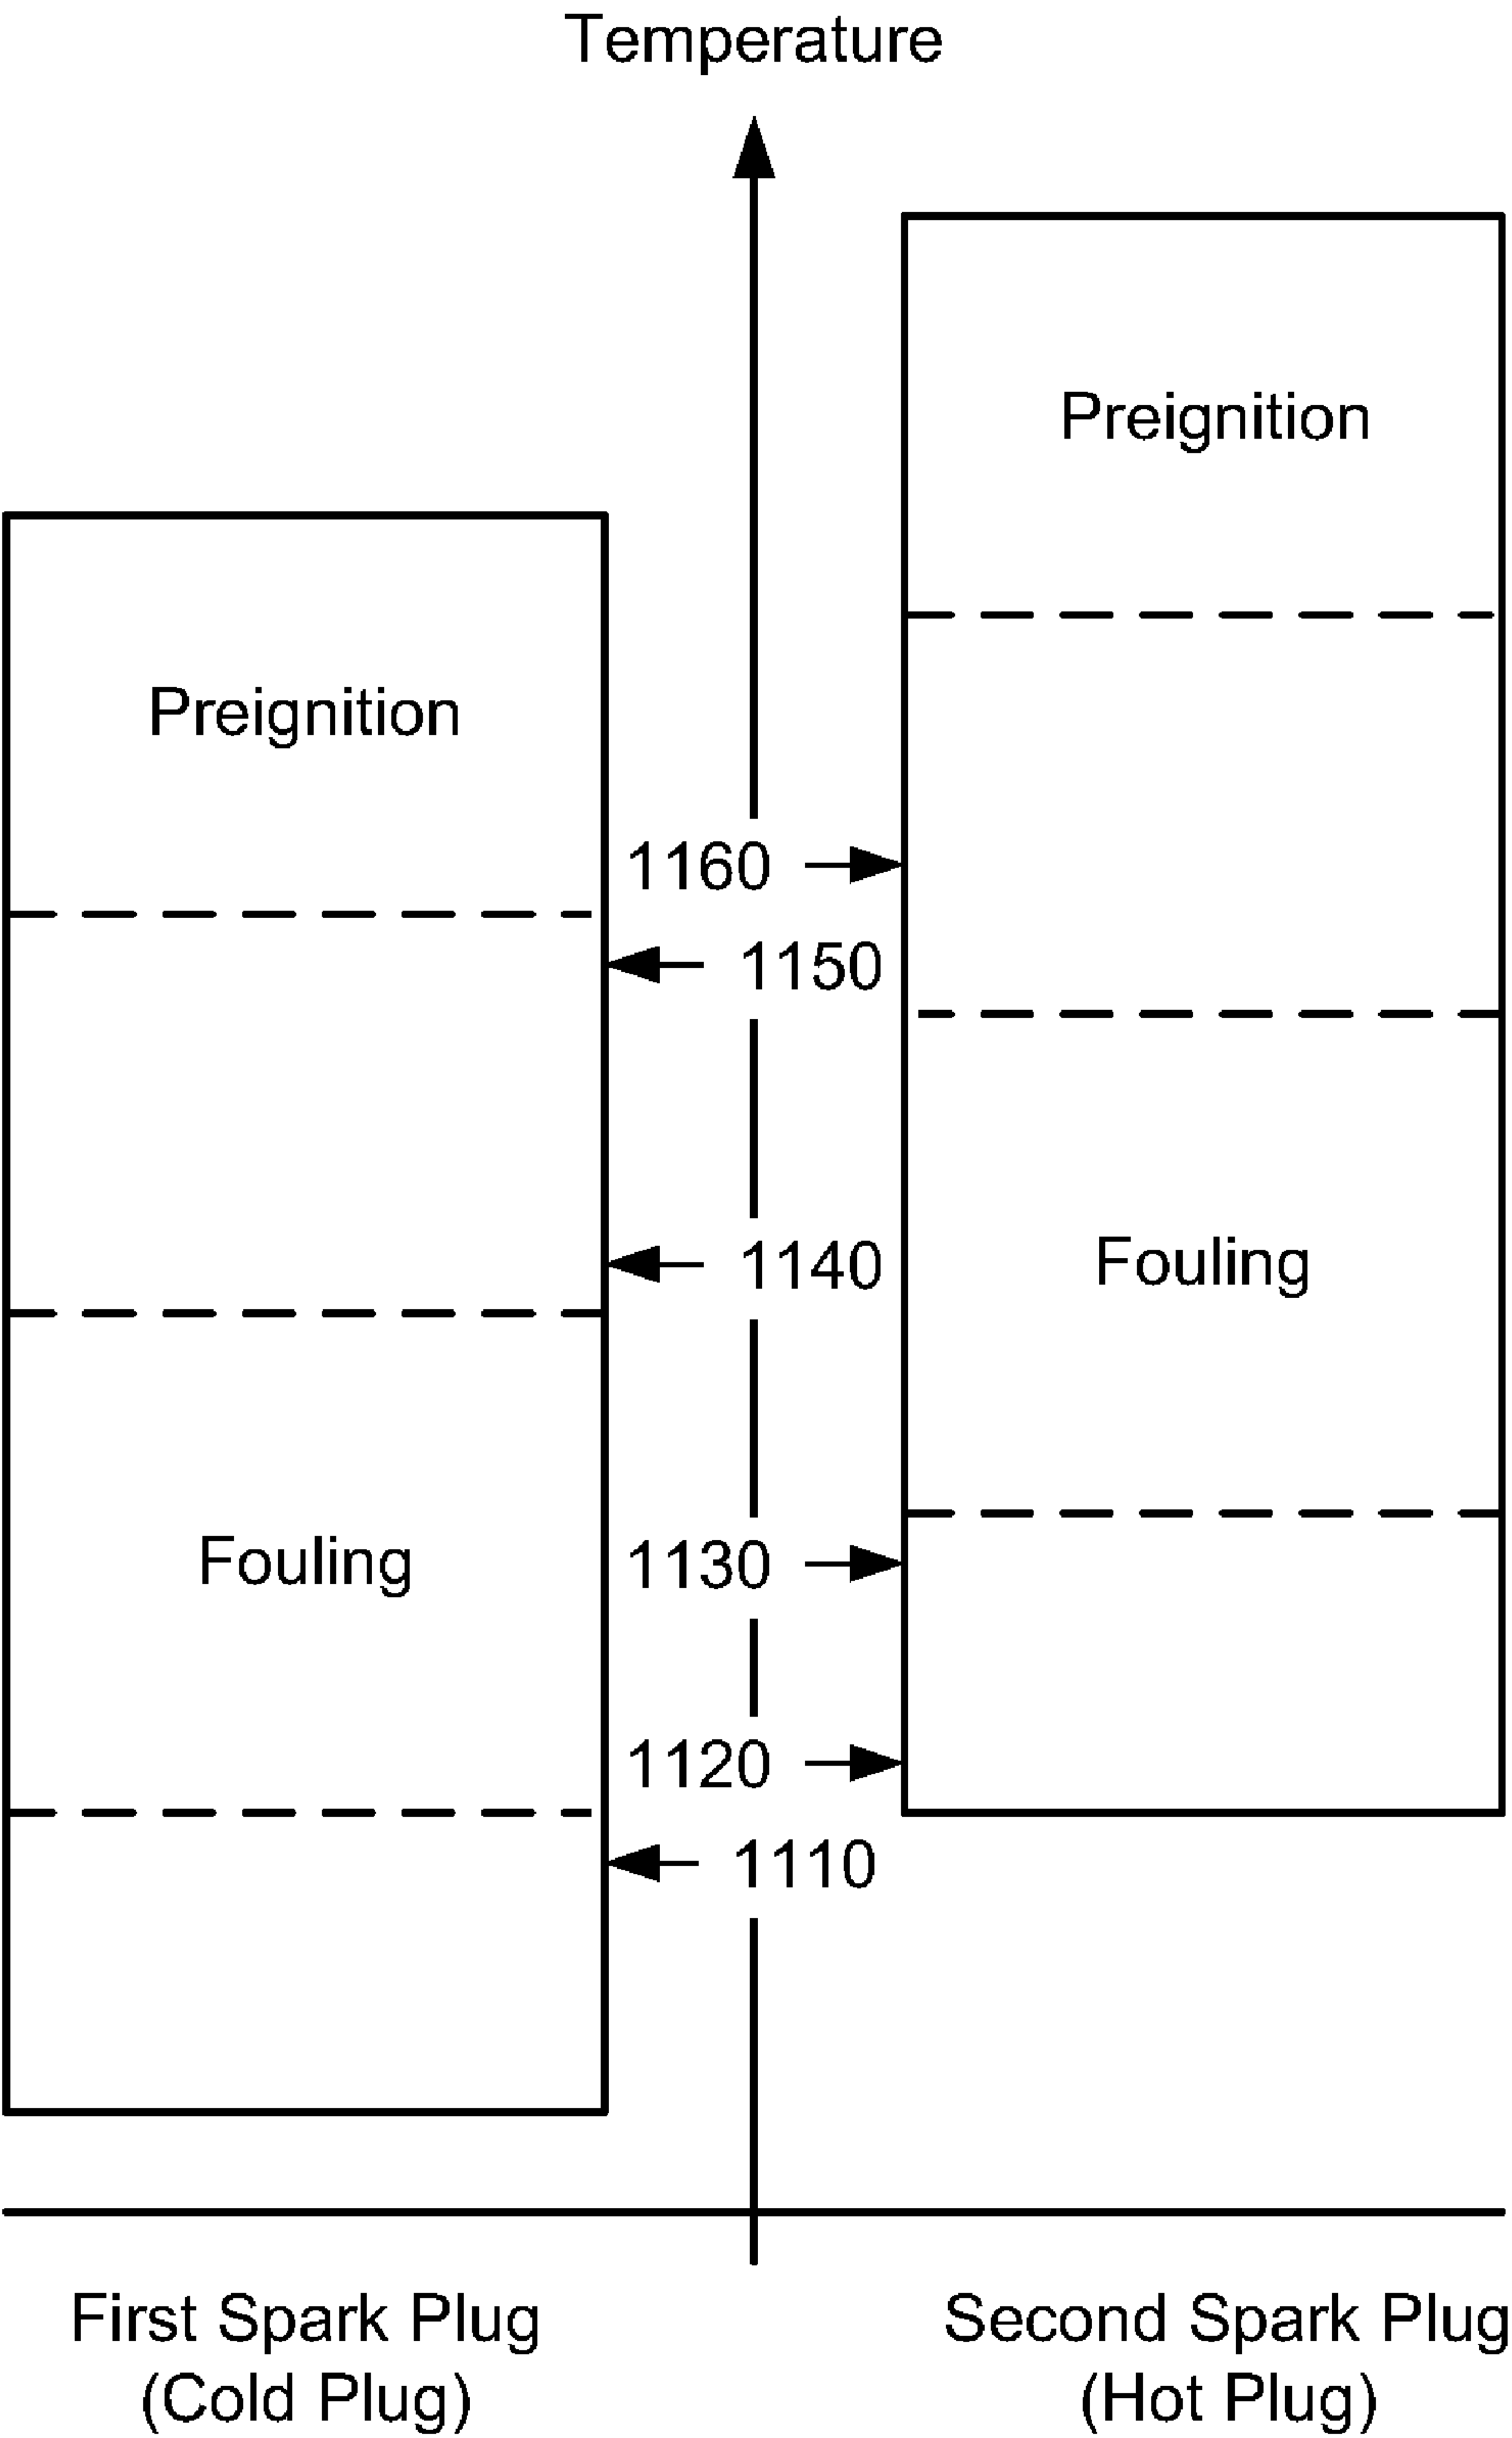 Temperature
Preignition
Preignition
1160
1150
1140
Fouling
Fouling
1130
1120
1110
First Spark Plug
(Cold Plug)
Second Spark Plug
(Hot Plug)